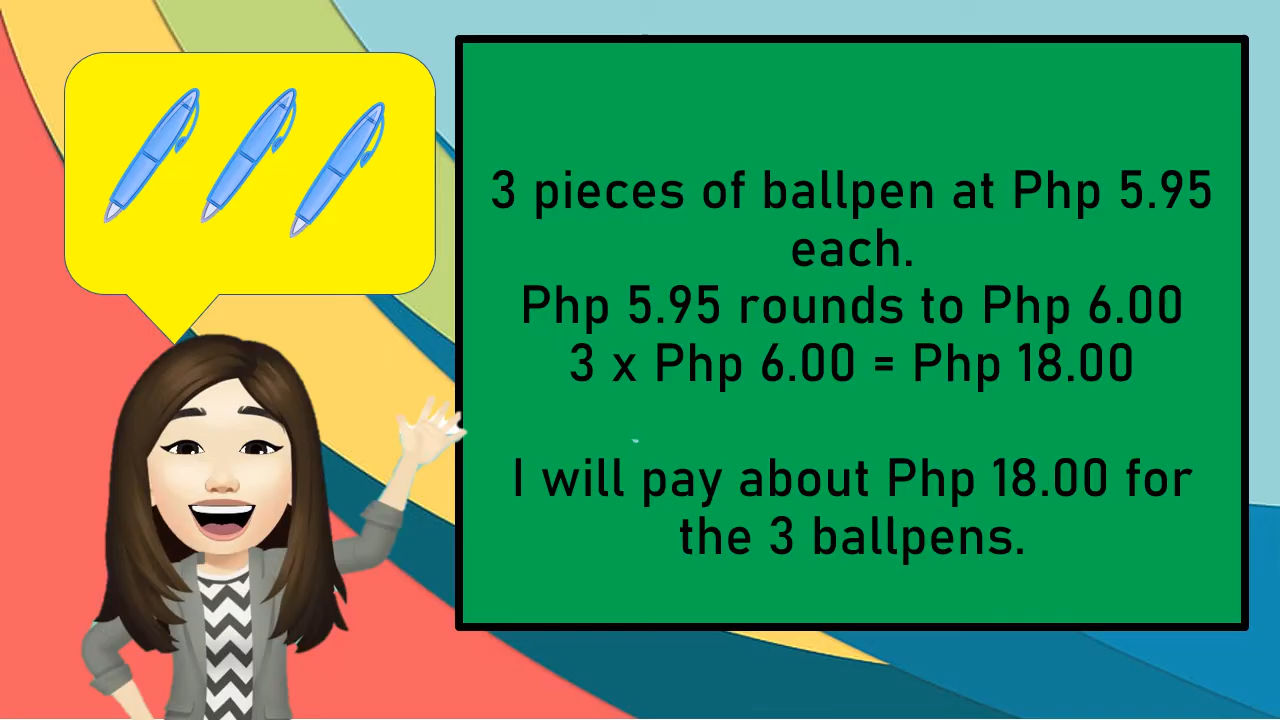 3 pieces of ballpen at Php 5.95
each.
Php 5.95 rounds to Php 6.00
3 x Php 6.00 = Php 18.00
I will pay about Php 18.00 for
the 3 ballpens.